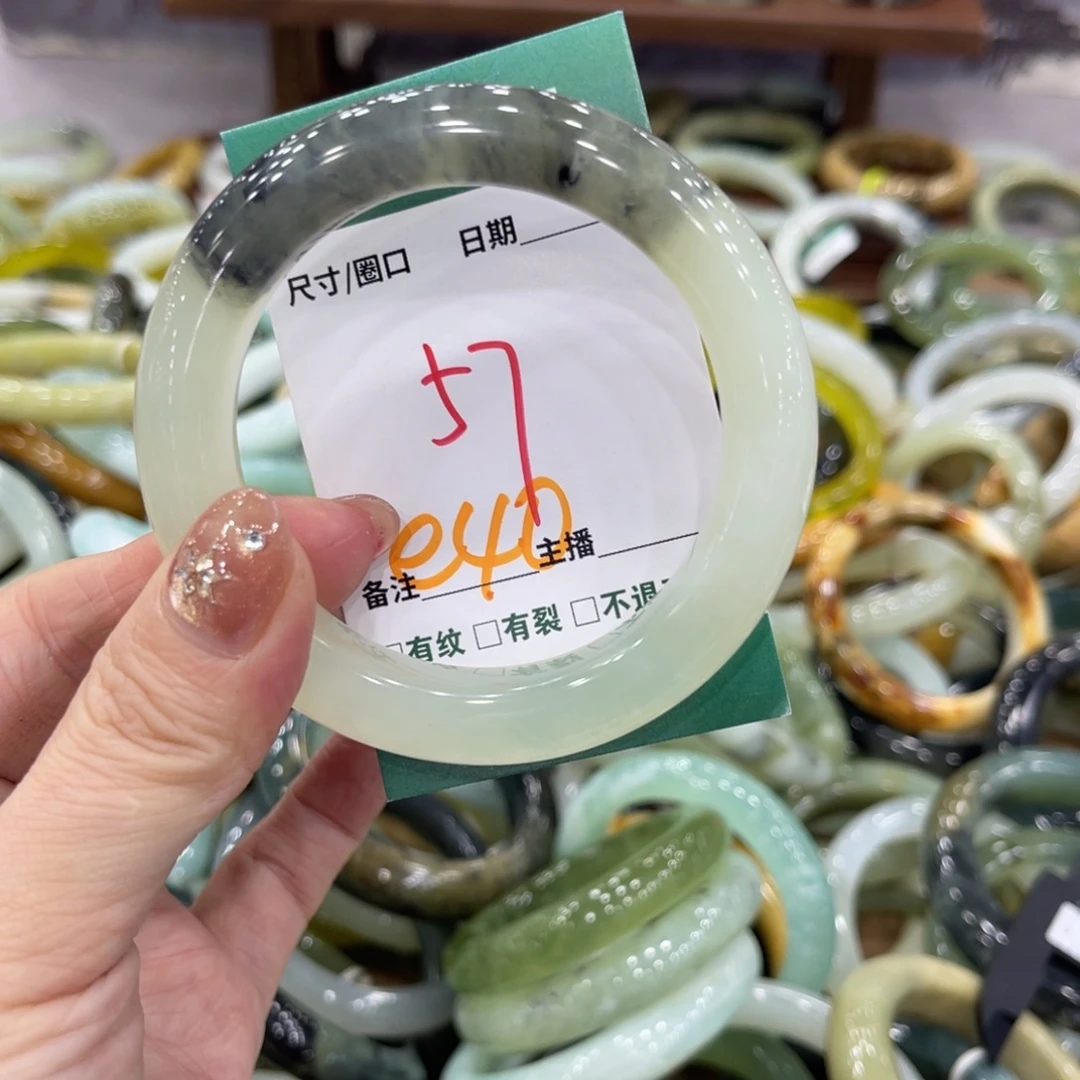 尺寸/圈口 日期
57
e40
备注 主播
□有纹 □有裂 □不退